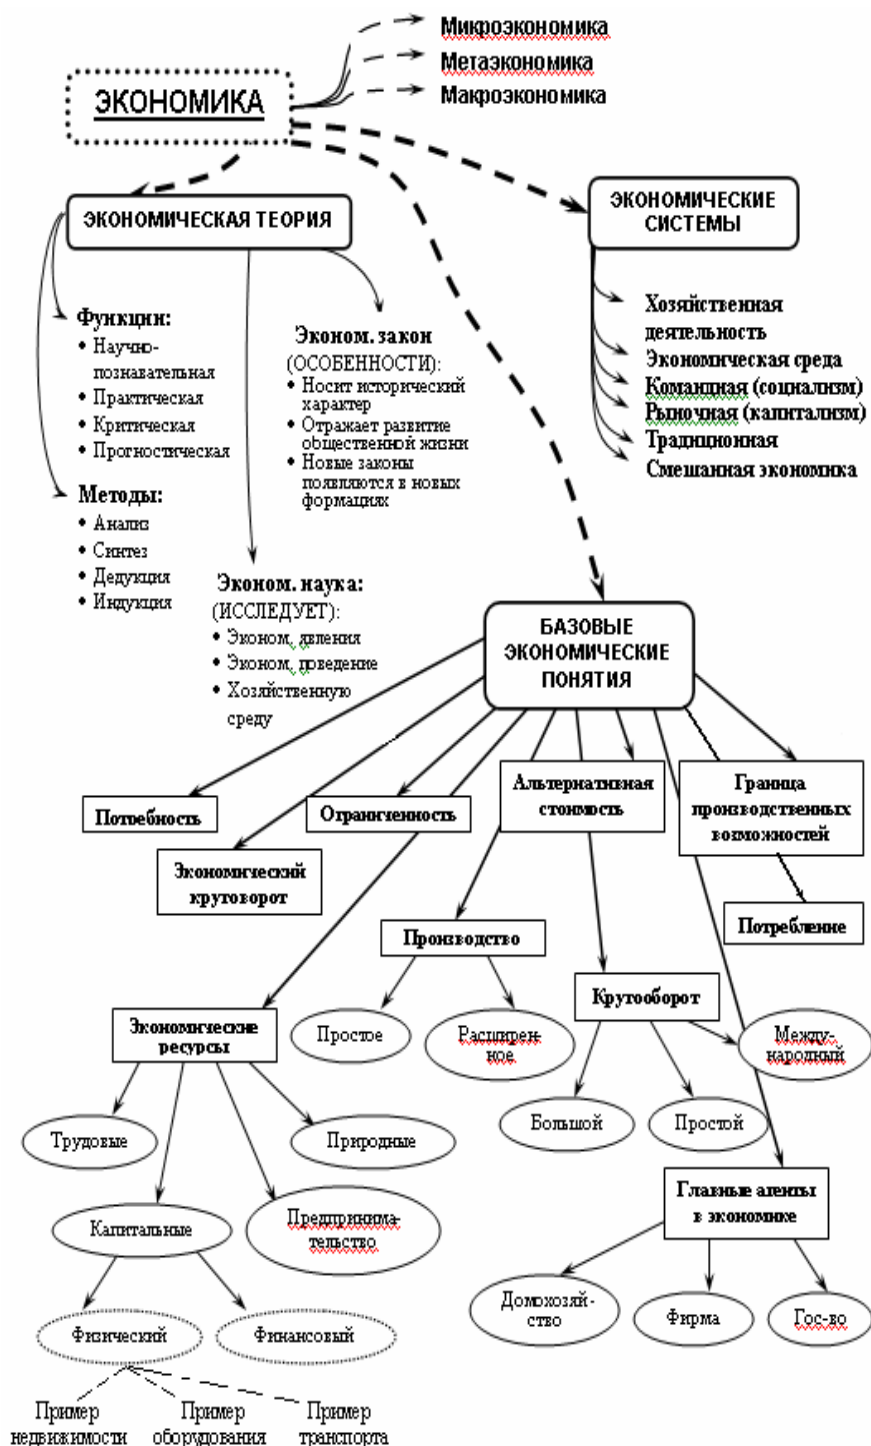 Микроэкономика
Метаэкономика
Макроэкономика
ЭКОНОМИКА
ЭКОНОМИЧЕСКАЯ ТЕОРИЯ
ЭКОНОМИЧЕСКИЕ
СИСТЕМЫ
Функции:
• Научно-
познавательная
• Практическая
• Критическая
• Прогностическая
Методы:
• Анализ
• Синтез
• Дедукция
• Индукция
Эконом. закон
(ОСОБЕННОСТИ):
• Носит исторический
характер
• Отражает развитие
общественной жизни
• Новые законы
появляются в новых
формациях
Хозяйственная
деятельность
Экономическая среда
Командная (социализм)
Рыночная (капитализм)
Традиционная
Смешанная экономика
Эконом. наука:
(ИССЛЕДУЕТ):
• Эконом. явления
• Эконом. поведение
• Хозяйственную
среду
БАЗОВЫЕ
ЭКОНОМИЧЕСКИЕ
ПОНЯТИЯ
Потребность
Ограниченность
Альтернативная
стоимость
Граница
производственных
возможностей
Экономический
круговорот
Производство
Потребление
Экономические
ресурсы
Простое
Расширен-
ное
Кругооборот
Между-
народный
Трудовые
Природные
Большой
Простой
Капитальные
Предпринима-
тельство
Главные агенты
в экономике
Физический
Финансовый
Домохозяй-
ство
Фирма
Гос-во
Пример
недвижимости
Пример
оборудования
Пример
транспорта